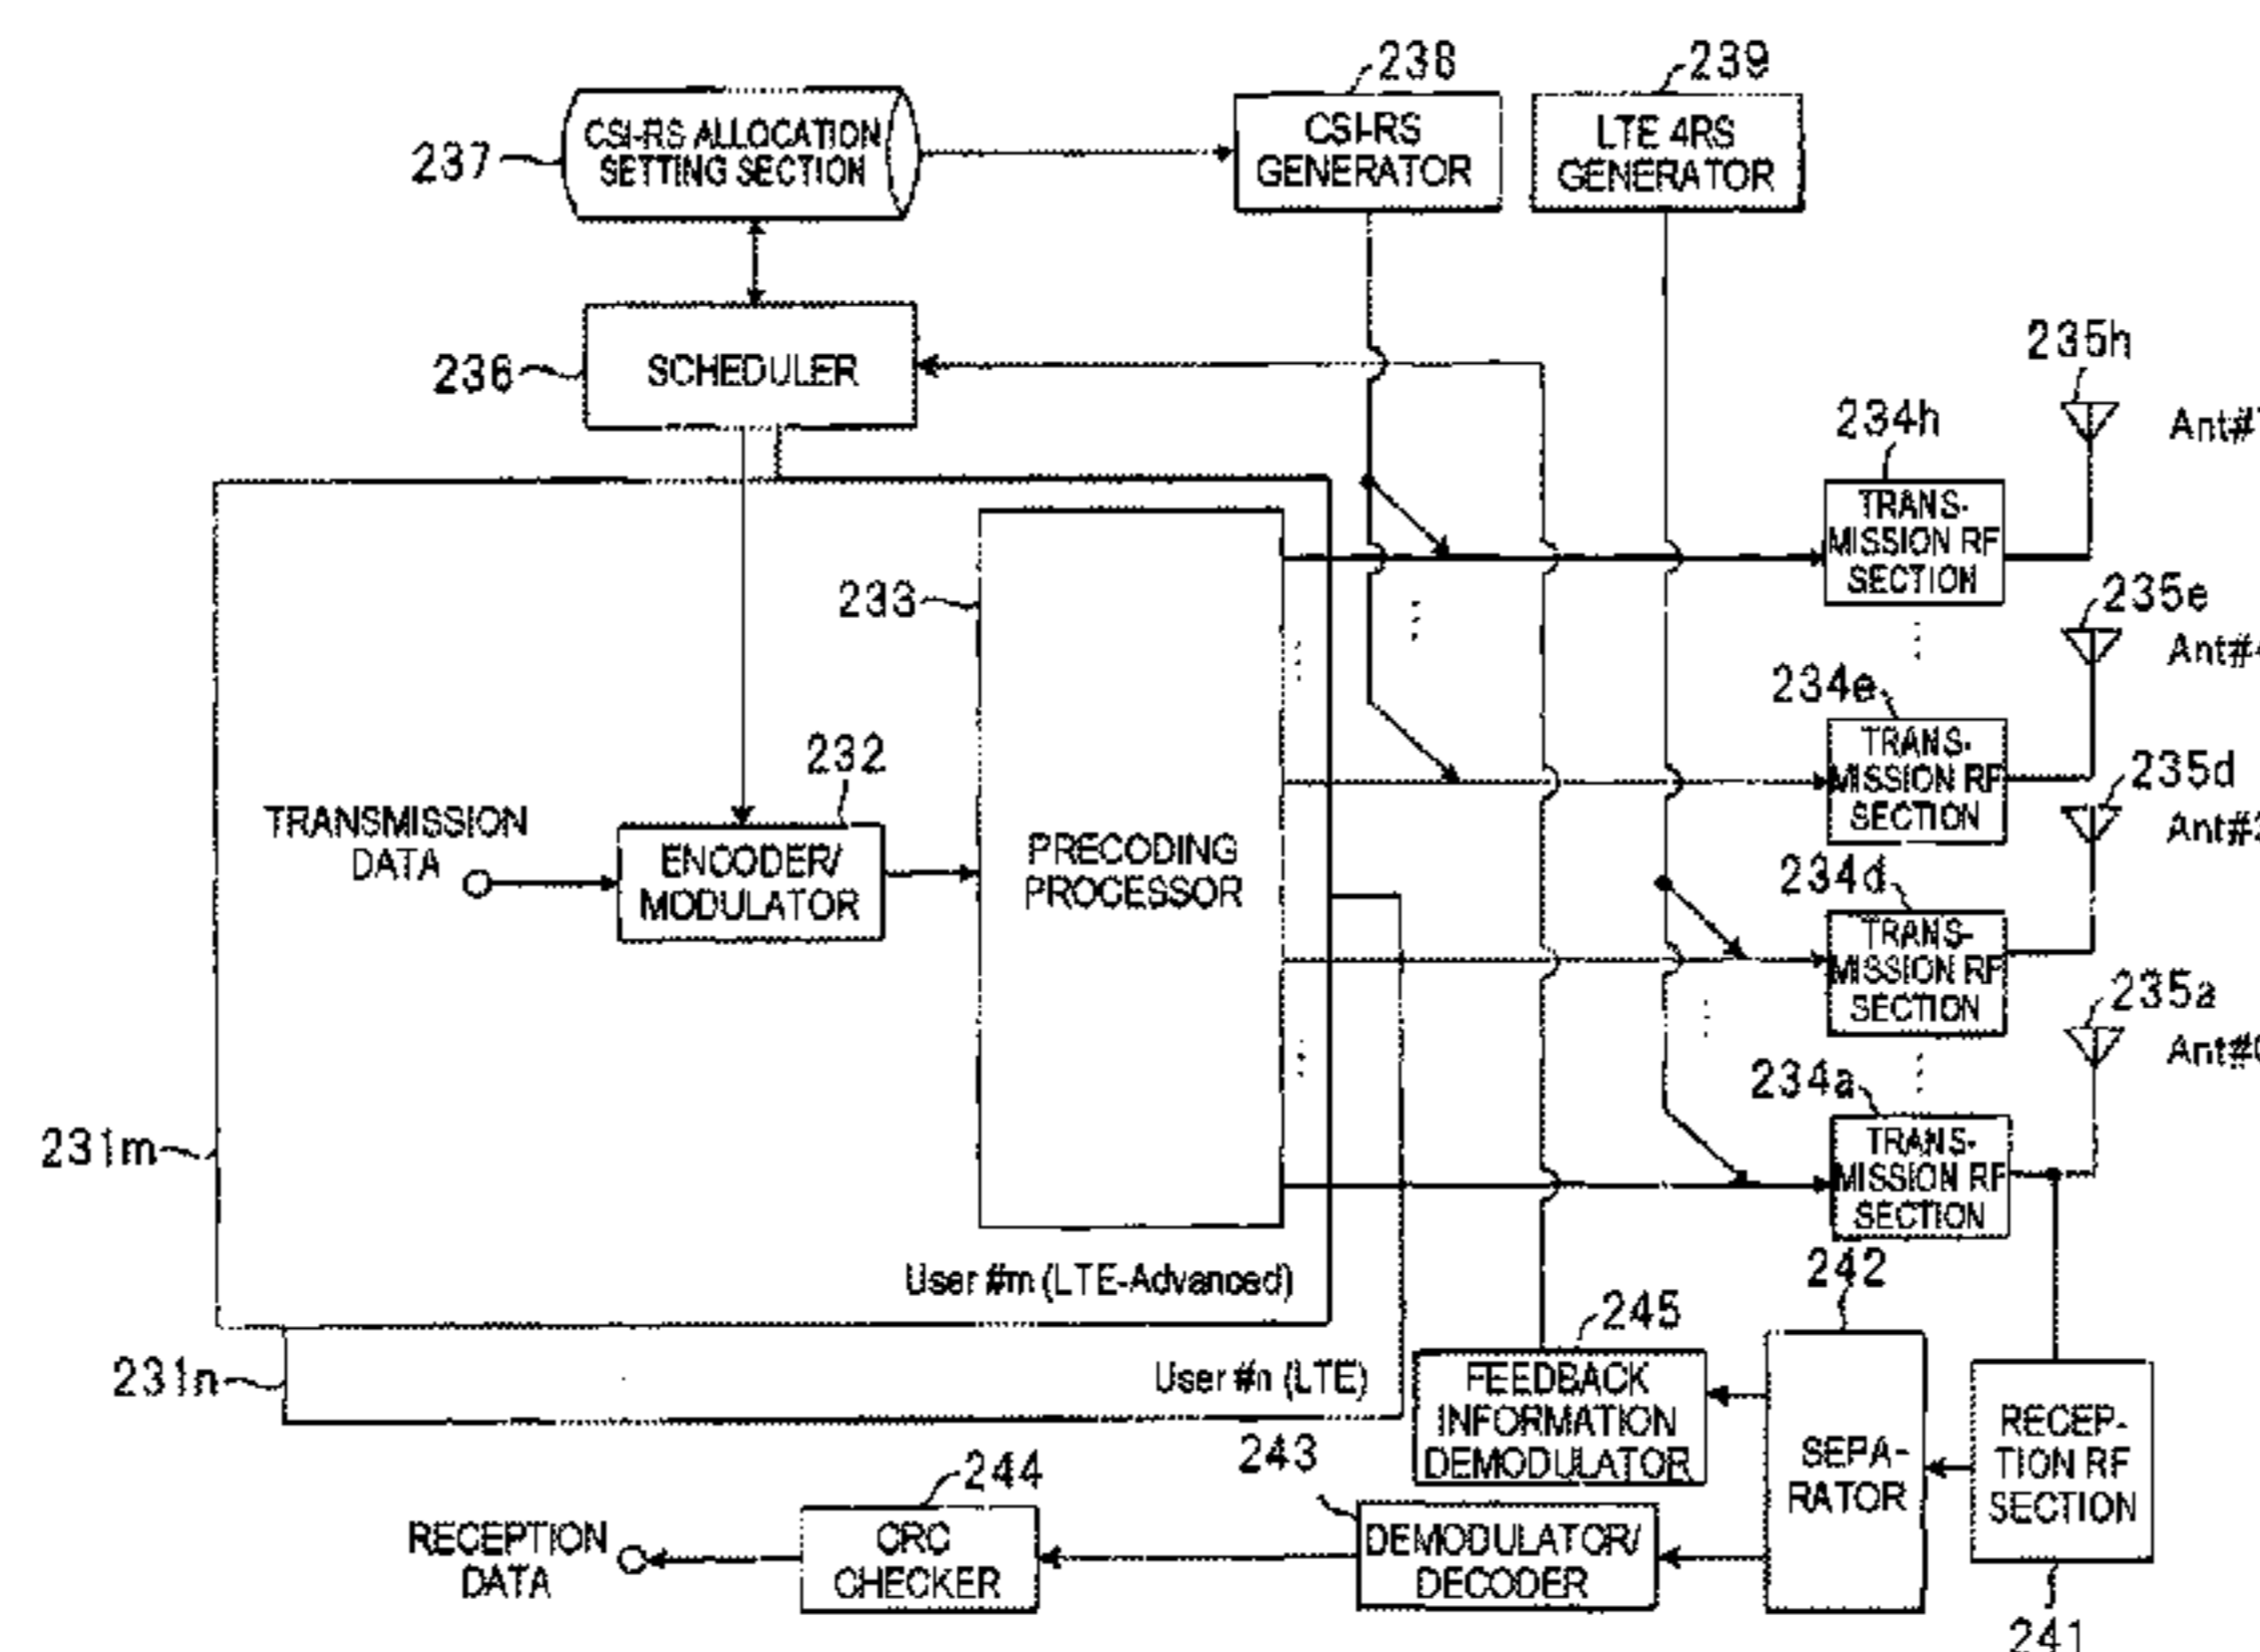 238
239
237
CSI-RS ALLOCATION
SETTING SECTION
CSI-RS
GENERATOR
LTE 4RS
GENERATOR
236
SCHEDULER
235h
234h
TRANS-
MISSION RF
SECTION
233
235e
234e
TRANS-
MISSION RF
SECTION
232
235d
TRANSMISSION
DATA
ENCODER/
MODULATOR
PRECODING
PROCESSOR
234d
TRANS-
MISSION RF
SECTION
235a
234a
TRANS-
MISSION RF
SECTION
231m
User #m (LTE-Advanced)
242
245
231n
User #n (LTE)
FEEDBACK
INFORMATION
DEMODULATOR
SEPA-
RATOR
RECEP-
TION RF
SECTION
243
244
RECEPTION
DATA
CRC
CHECKER
DEMODULATOR/
DECODER
241